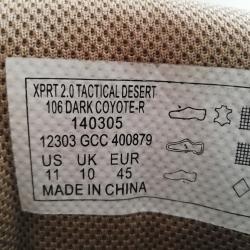 XPRT 2.0 TACTICAL DESERT
106 DARK COYOTE-R
140305
12303 GCC 400879
US UK EUR
11 10 45
MADE IN CHINA